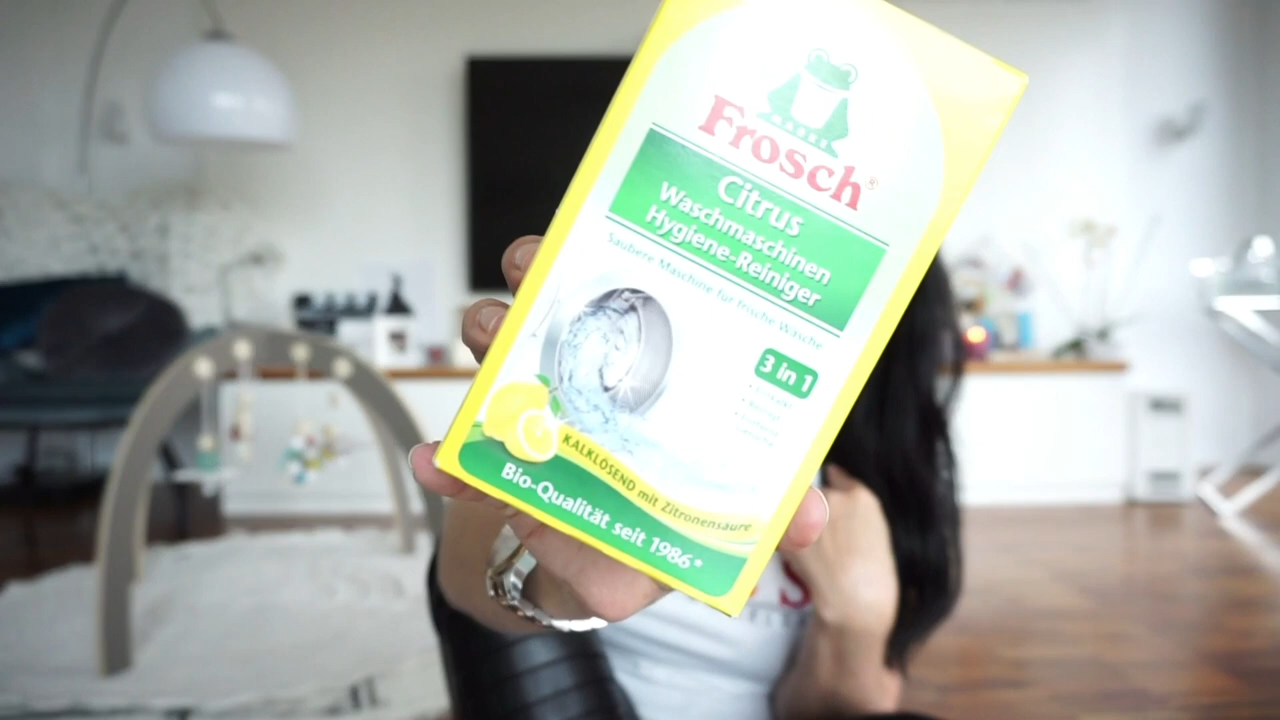 Frosch®
Citrus
Waschmaschinen
Hygiene-Reiniger
Saubere Maschine für frische Wäsche
3 in 1
KALKLÖSEND mit Zitronensäure
Bio-Qualität seit 1986*